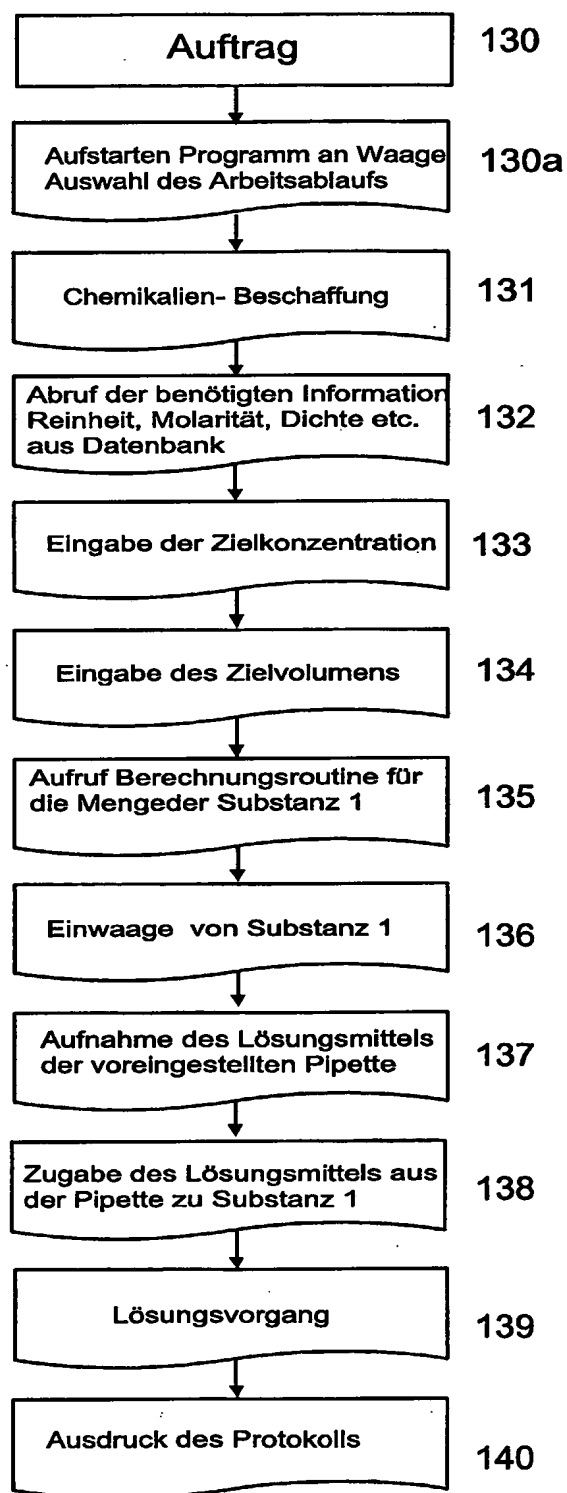 Auftrag
130
Aufstarten Programm an Waage
Auswahl des Arbeitsablaufs
130a
Chemikalien- Beschaffung
131
Abruf der benötigten Information
Reinheit, Molarität, Dichte etc.
aus Datenbank
132
Eingabe der Zielkonzentration
133
Eingabe des Zielvolumens
134
Aufruf Berechnungsroutine für
die Mengeder Substanz 1
135
Einwaage von Substanz 1
136
Aufnahme des Lösungsmittels
der voreingestellten Pipette
137
Zugabe des Lösungsmittels aus
der Pipette zu Substanz 1
138
Lösungsvorgang
139
Ausdruck des Protokolls
140